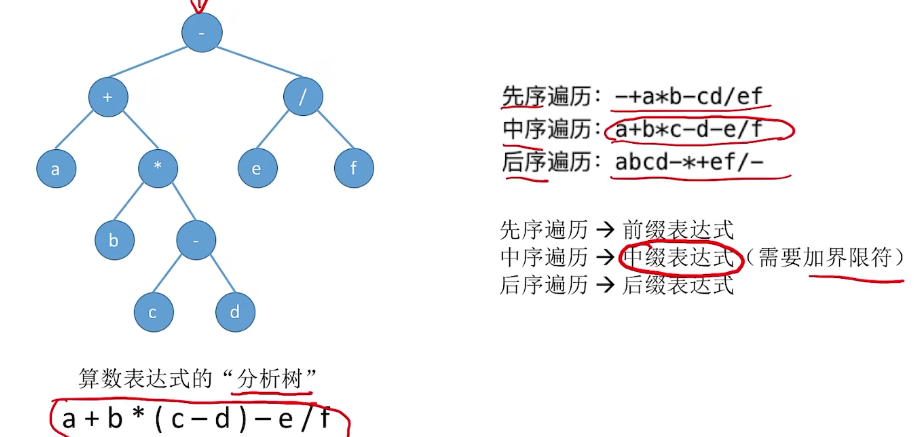 -
+
/
a
*
e
f
b
-
c
d
算数表达式的“分析树”
a + b * ( c – d ) – e / f
先序遍历：-+a*b-cd/ef
中序遍历：a+b*c-d-e/f
后序遍历：abcd-*+ef/-
先序遍历 → 前缀表达式
中序遍历 → 中缀表达式（需要加界限符）
后序遍历 → 后缀表达式